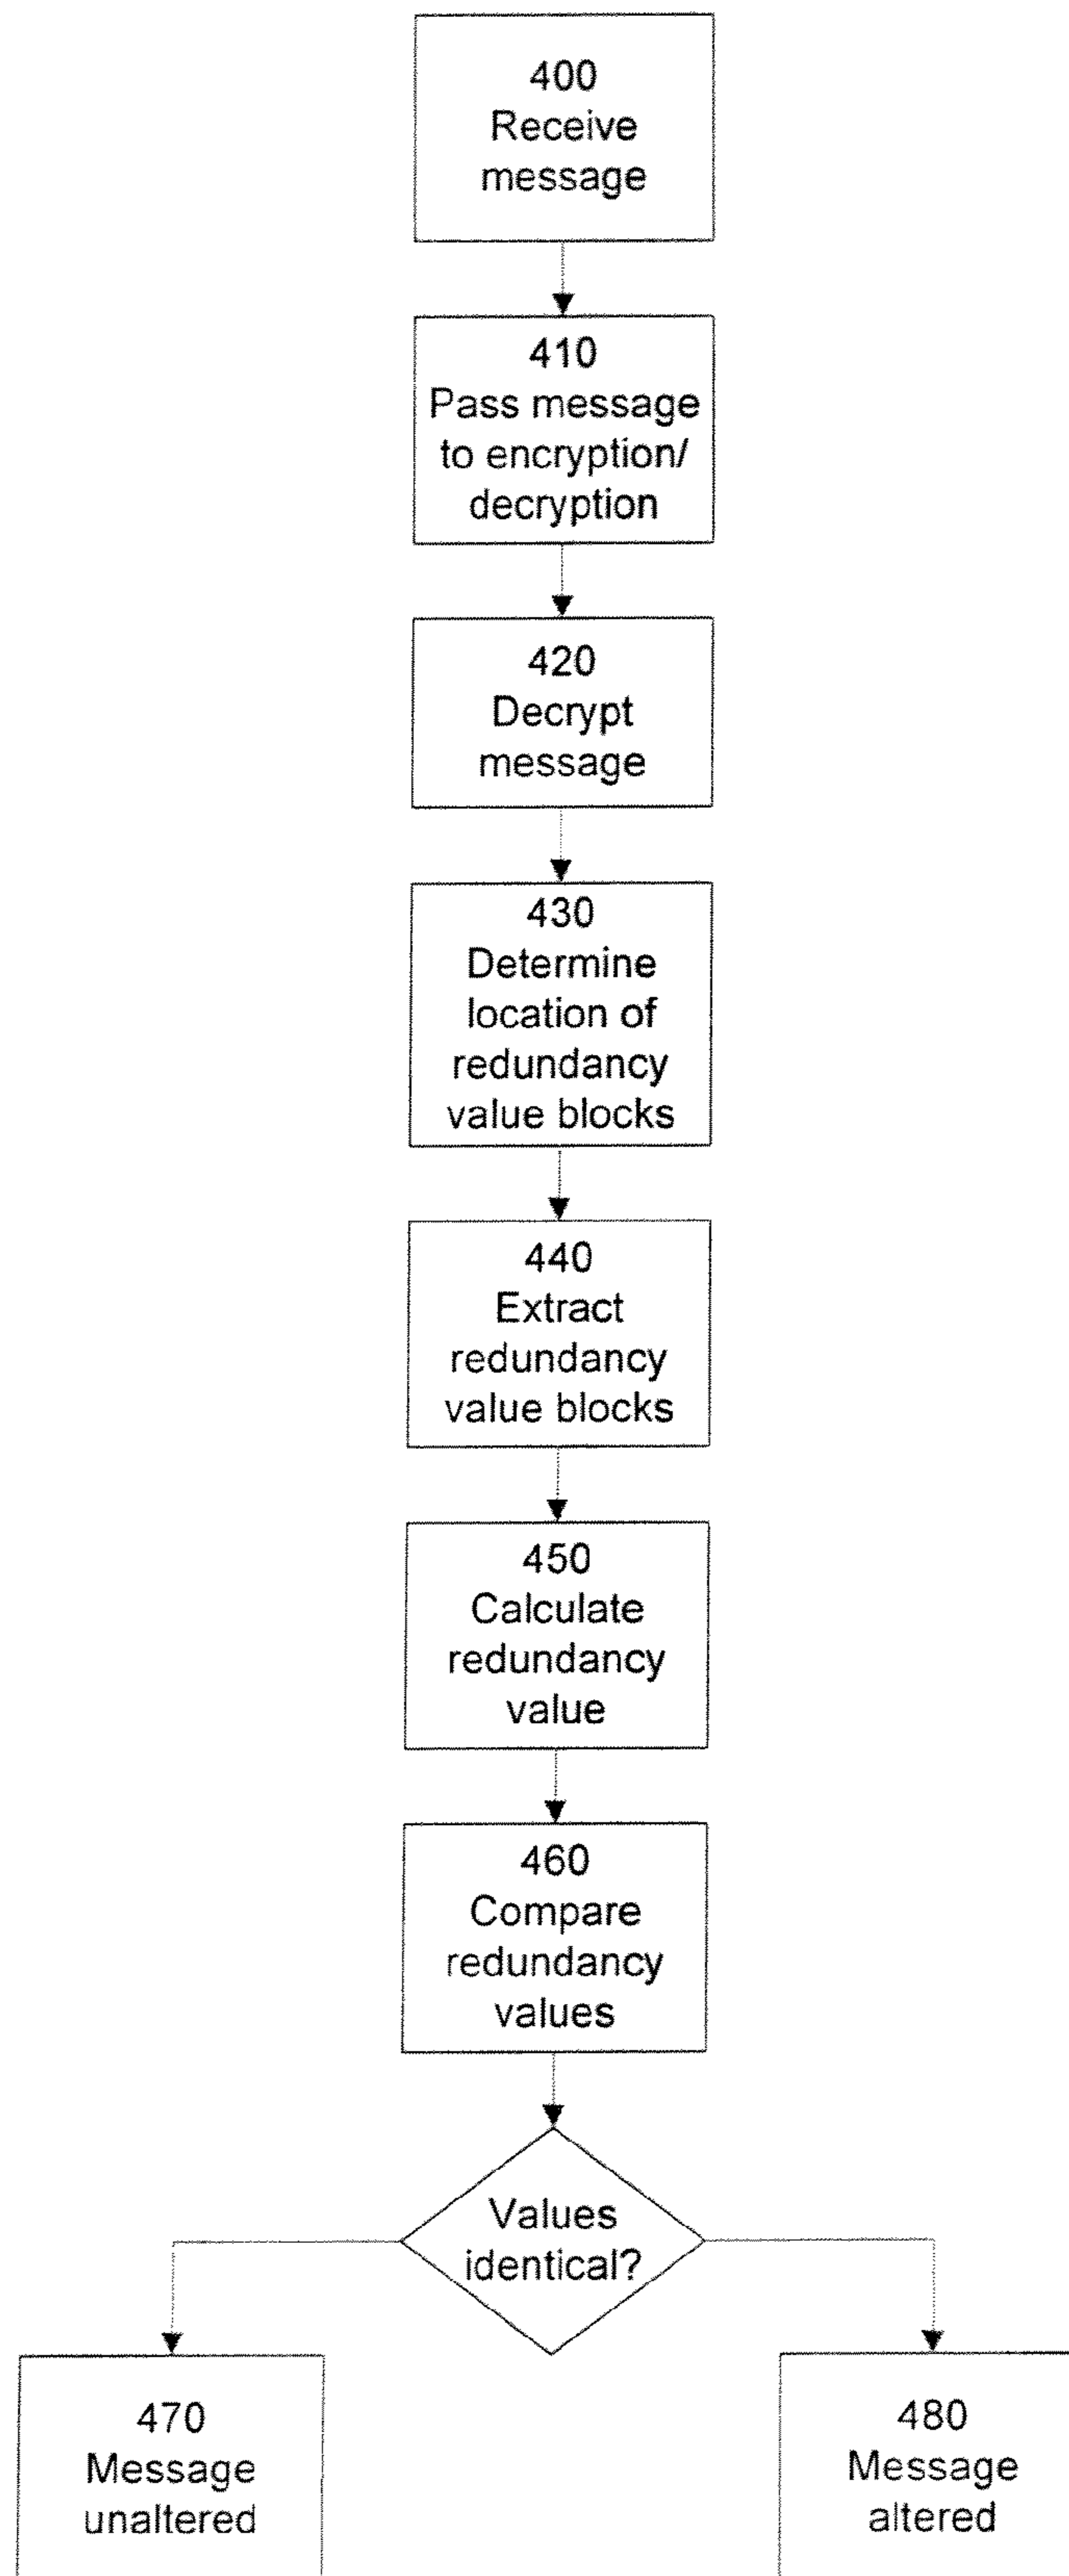 400
Receive
message
410
Pass message
to encryption/
decryption
420
Decrypt
message
430
Determine
location of
redundancy
value blocks
440
Extract
redundancy
value blocks
450
Calculate
redundancy
value
460
Compare
redundancy
values
Values
identical?
470
Message
unaltered
480
Message
altered